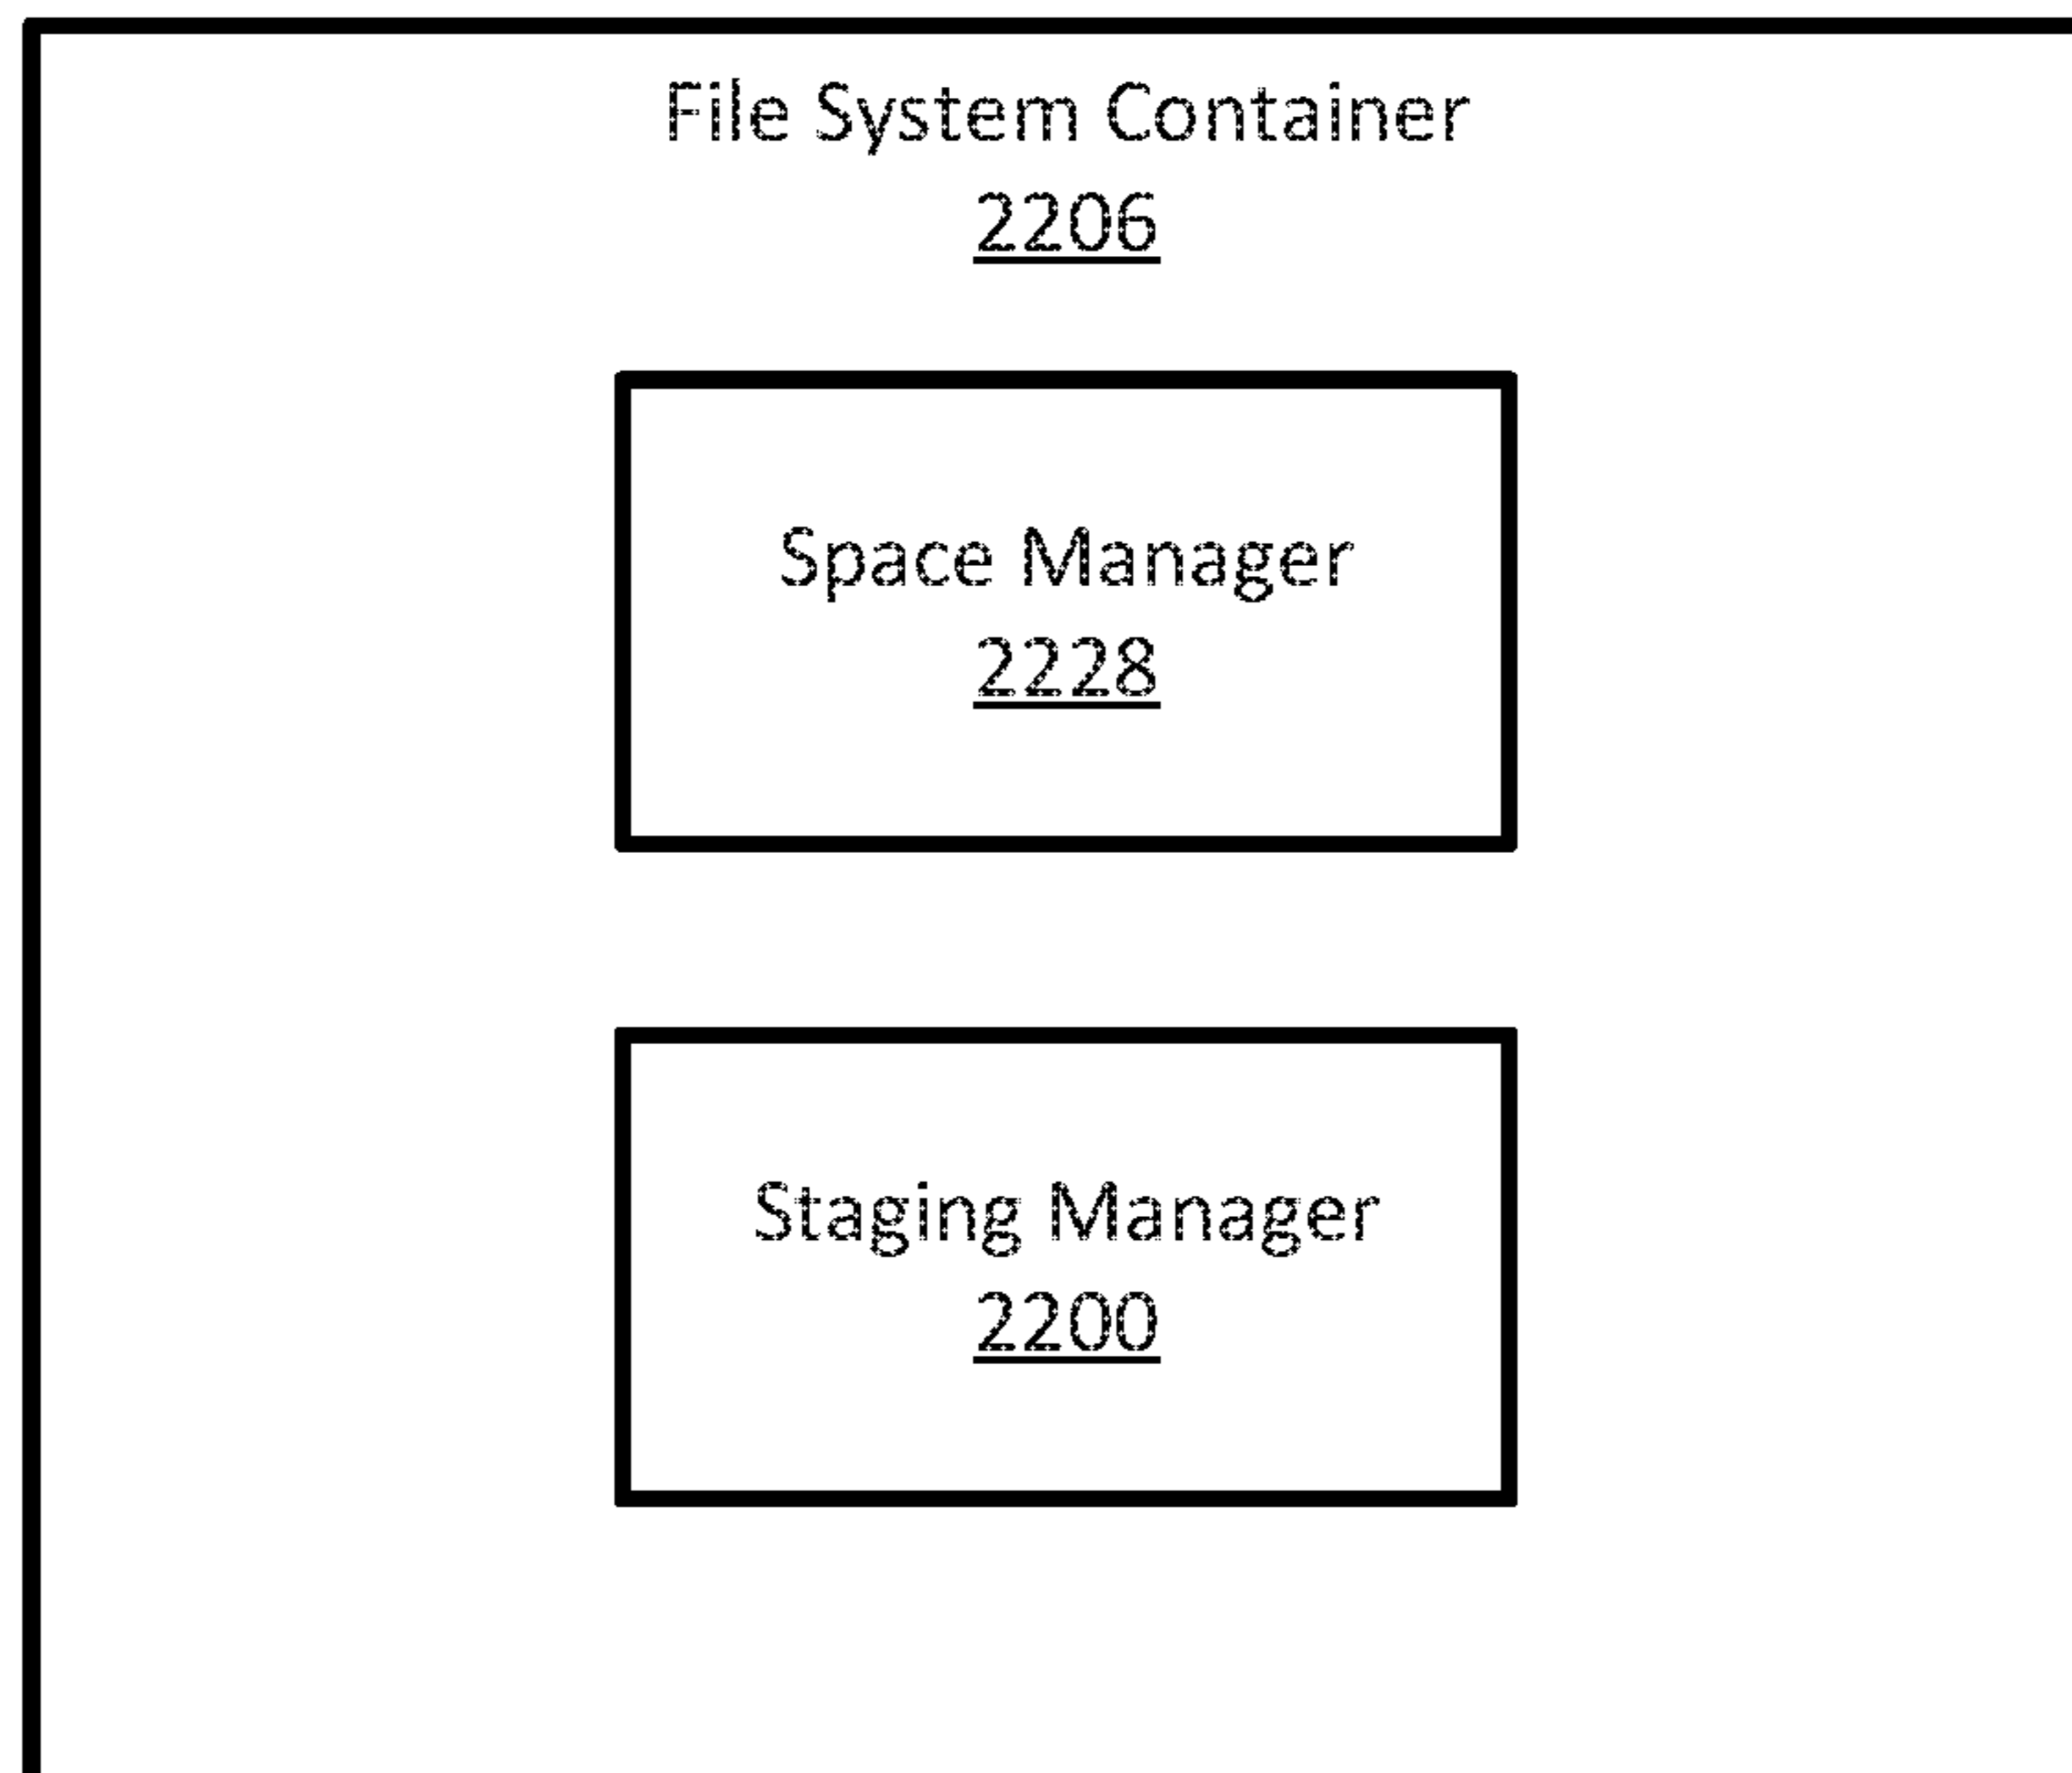 File System Container
2206
Space Manager
2228
Staging Manager
2200